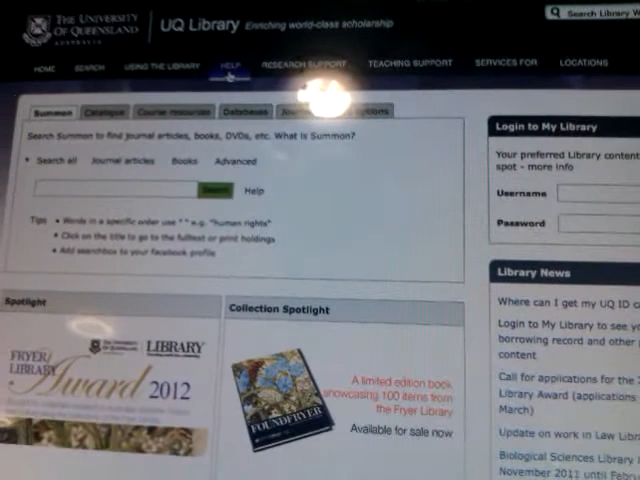 THE UNIVERSITY
OF QUEENSLAND
AUSTRALIA
UQ Library Enriching world-class scholarship
Search Library W
HOME SEARCH USING THE LIBRARY HELP RESEARCH SUPPORT TEACHING SUPPORT SERVICES FOR LOCATIONS
Summon Catalogue Course resources Databases
Search Summon to find journal articles, books, DVDs, etc. What is Summon?
Search all Journal articles Books Advanced
Search Help
Tips • Words in a specific order use " " e.g. "human rights"
• Click on the title to go to the fulltext or print holdings
• Add searchbox to your facebook profile
Login to My Library
Your preferred Library content
spot - more info
Username
Password
Library News
Where can I get my UQ ID c
Login to My Library to see yo
borrowing record and other
content
Call for applications for the
Library Award (applications
March)
Update on work in Law Libr
Biological Sciences Library
November 2011 until Febru
Spotlight
THE UNIVERSITY
OF QUEENSLAND
LIBRARY
FRYER
LIBRARY
Award 2012
Collection Spotlight
FOUNDFRYER
A limited edition book
showcasing 100 items from
the Fryer Library
Available for sale now